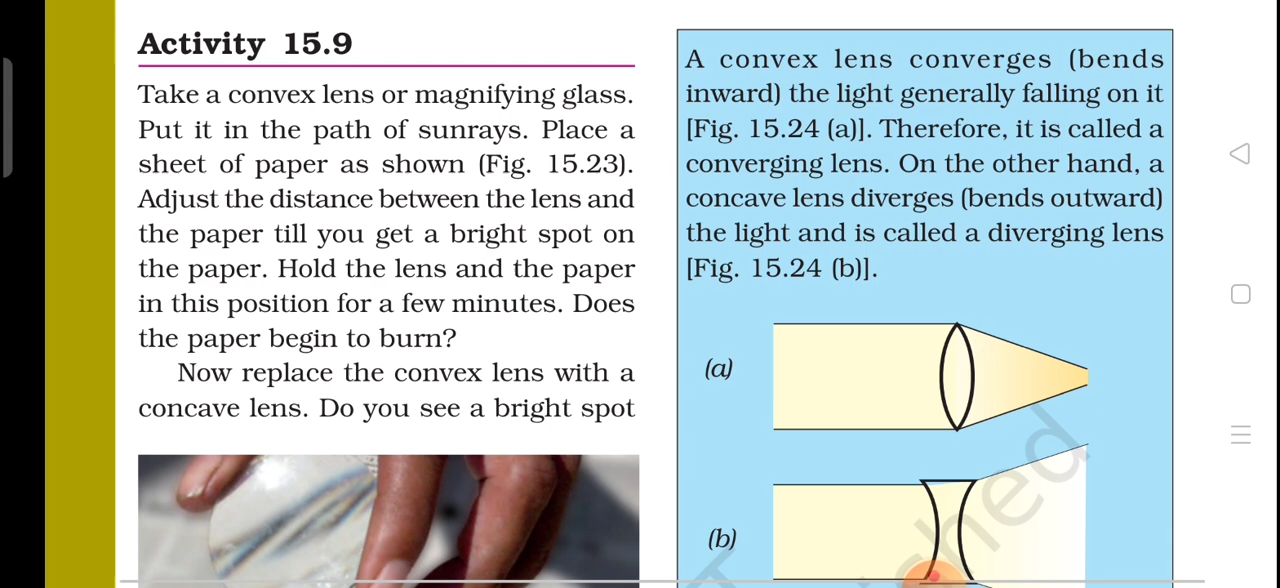 Activity 15.9
Take a convex lens or magnifying glass.
Put it in the path of sunrays. Place a
sheet of paper as shown (Fig. 15.23).
Adjust the distance between the lens and
the paper till you get a bright spot on
the paper. Hold the lens and the paper
in this position for a few minutes. Does
the paper begin to burn?
Now replace the convex lens with a
concave lens. Do you see a bright spot
A convex lens converges (bends
inward) the light generally falling on it
[Fig. 15.24 (a)]. Therefore, it is called a
converging lens. On the other hand, a
concave lens diverges (bends outward)
the light and is called a diverging lens
[Fig. 15.24 (b)].
(a)
(b)